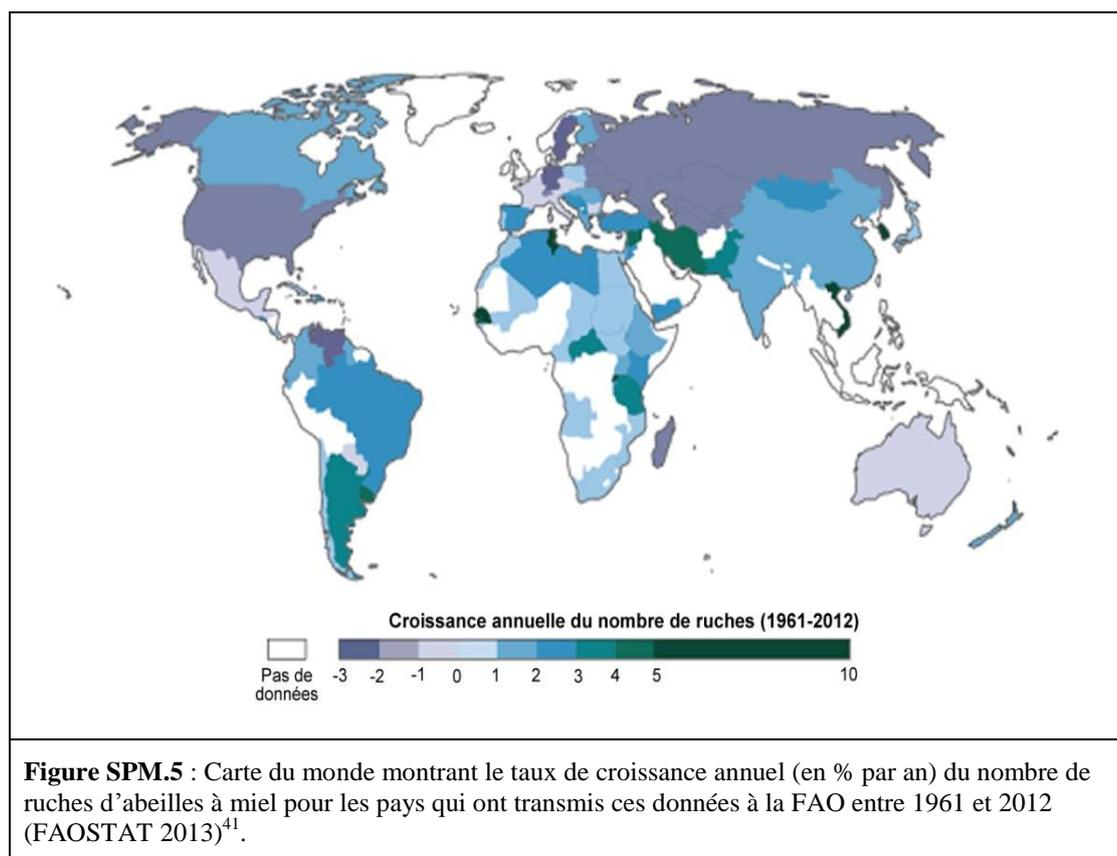 Croissance annuelle du nombre de ruches (1961-2012)
Pas de
données
-3 -2 -1 0 1 2 3 4 5 10
Figure SPM.5 : Carte du monde montrant le taux de croissance annuel (en % par an) du nombre de
ruches d’abeilles à miel pour les pays qui ont transmis ces données à la FAO entre 1961 et 2012
(FAOSTAT 2013)⁴¹.